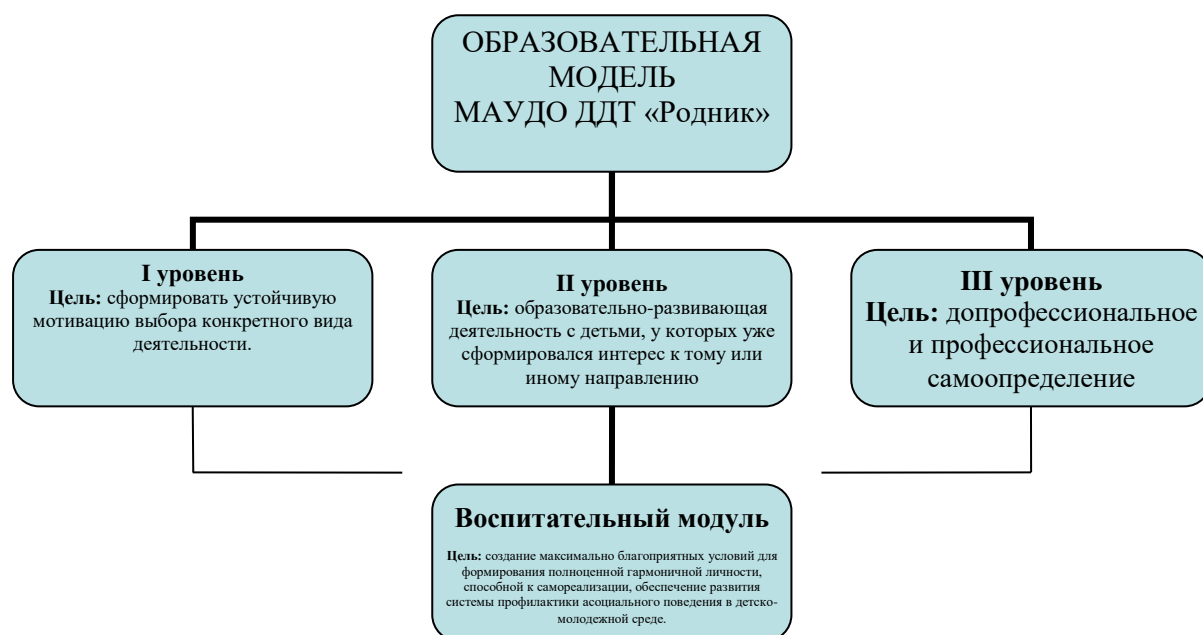 ОБРАЗОВАТЕЛЬНАЯ
МОДЕЛЬ
МАУДО ДДТ «Родник»
I уровень
Цель: сформировать устойчивую
мотивацию выбора конкретного вида
деятельности.
II уровень
Цель: образовательно-развивающая
деятельность с детьми, у которых уже
сформировался интерес к тому или
иному направлению
III уровень
Цель: допрофессиональное
и профессиональное
самоопределение
Воспитательный модуль
Цель: создание максимально благоприятных условий для
формирования полноценной гармоничной личности,
способной к самореализации, обеспечение развития
системы профилактики асоциального поведения в детско-
молодежной среде.